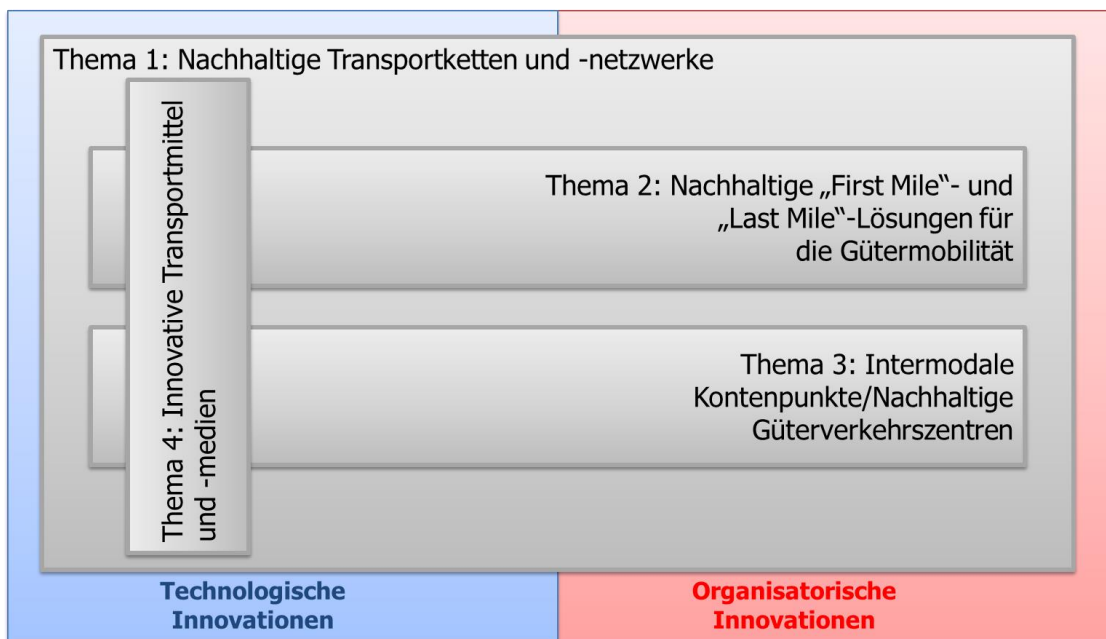 Thema 1: Nachhaltige Transportketten und -netzwerke
Thema 4: Innovative Transportmittel
und -medien
Thema 2: Nachhaltige „First Mile“- und
„Last Mile“-Lösungen für
die Gütermobilität
Thema 3: Intermodale
Kontenpunkte/Nachhaltige
Güterverkehrszentren
Technologische
Innovationen
Organisatorische
Innovationen